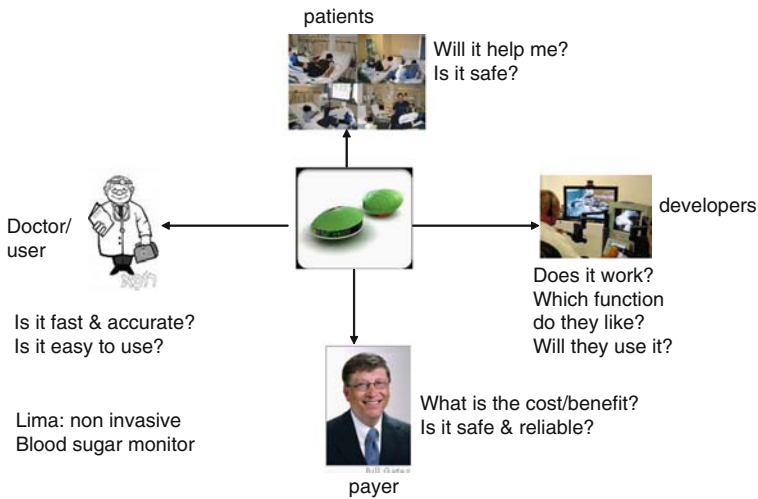 patients
Will it help me?
Is it safe?
Doctor/
user
developers
Is it fast & accurate?
Is it easy to use?
Does it work?
Which function
do they like?
Will they use it?
Lima: non invasive
Blood sugar monitor
What is the cost/benefit?
Is it safe & reliable?
Bill Gates
payer